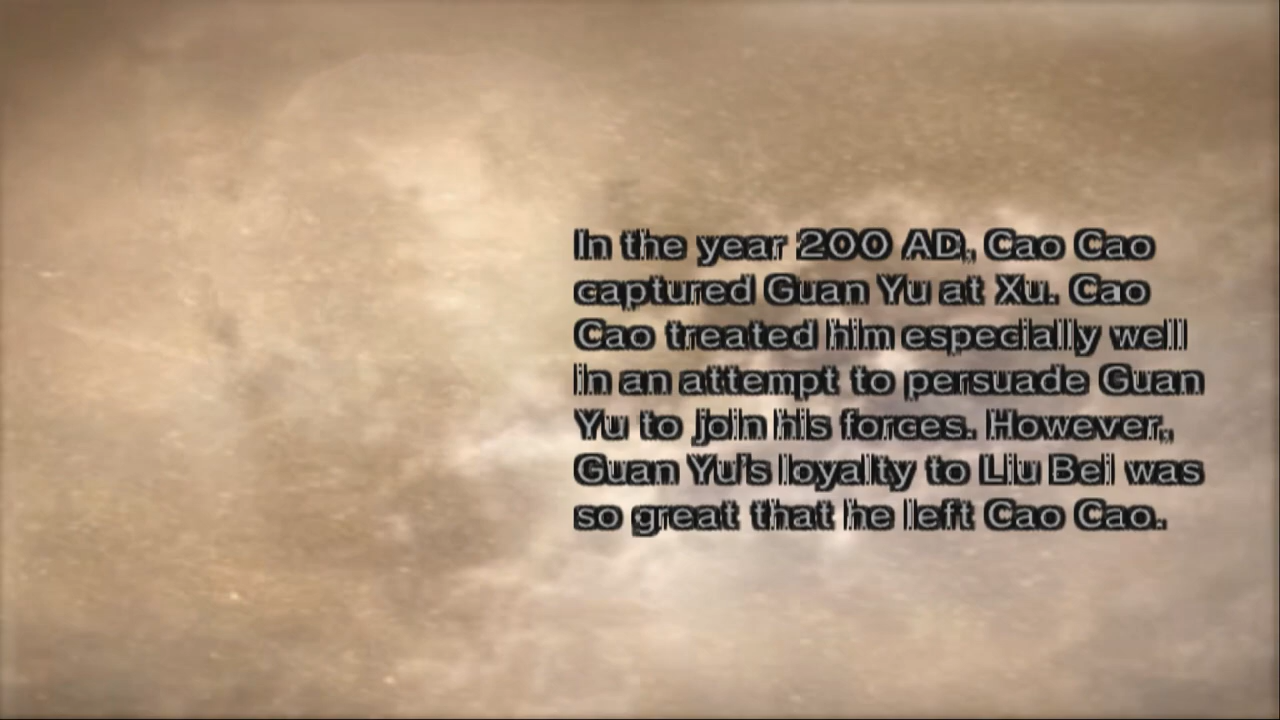 In the year 200 AD, Cao Cao
captured Guan Yu at Xu. Cao
Cao treated him especially well
in an attempt to persuade Guan
Yu to join his forces. However,
Guan Yu's loyalty to Liu Bei was
so great that he left Cao Cao.